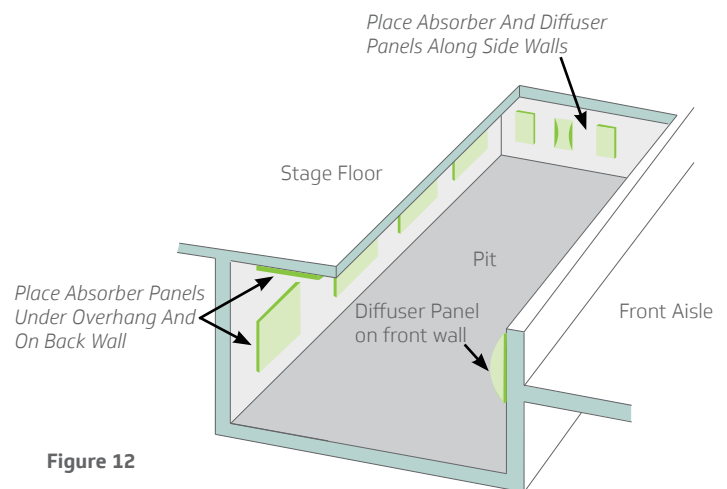 Place Absorber And Diffuser
Panels Along Side Walls
Stage Floor
Pit
Place Absorber Panels
Under Overhang And
On Back Wall
Diffuser Panel
on front wall
Front Aisle
Figure 12